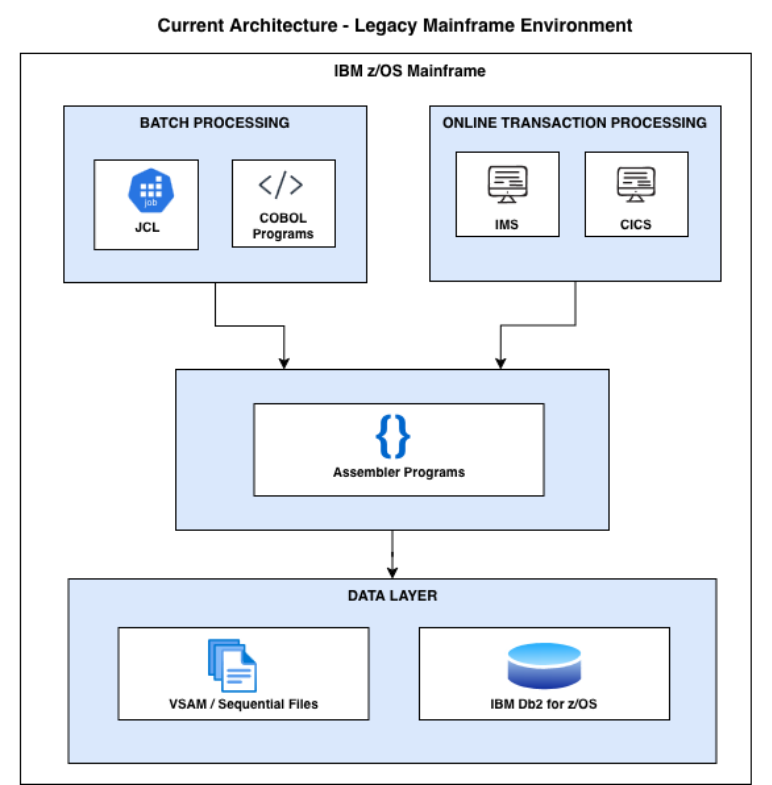 Current Architecture - Legacy Mainframe Environment
IBM z/OS Mainframe
BATCH PROCESSING
job
JCL
</>
COBOL
Programs
ONLINE TRANSACTION PROCESSING
IMS
CICS
{}
Assembler Programs
DATA LAYER
VSAM / Sequential Files
IBM Db2 for z/OS